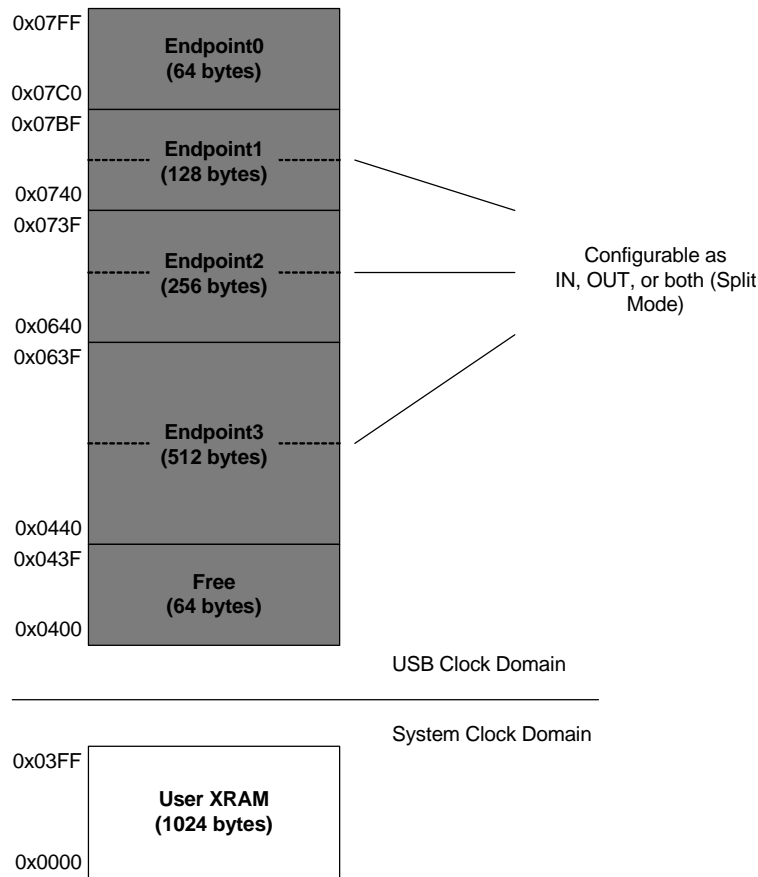 0x07FF
Endpoint0
(64 bytes)
0x07C0
0x07BF
Endpoint1
(128 bytes)
0x0740
0x073F
Endpoint2
(256 bytes)
0x0640
0x063F
Endpoint3
(512 bytes)
0x0440
0x043F
Free
(64 bytes)
0x0400
Configurable as
IN, OUT, or both (Split
Mode)
USB Clock Domain
System Clock Domain
0x03FF
User XRAM
(1024 bytes)
0x0000